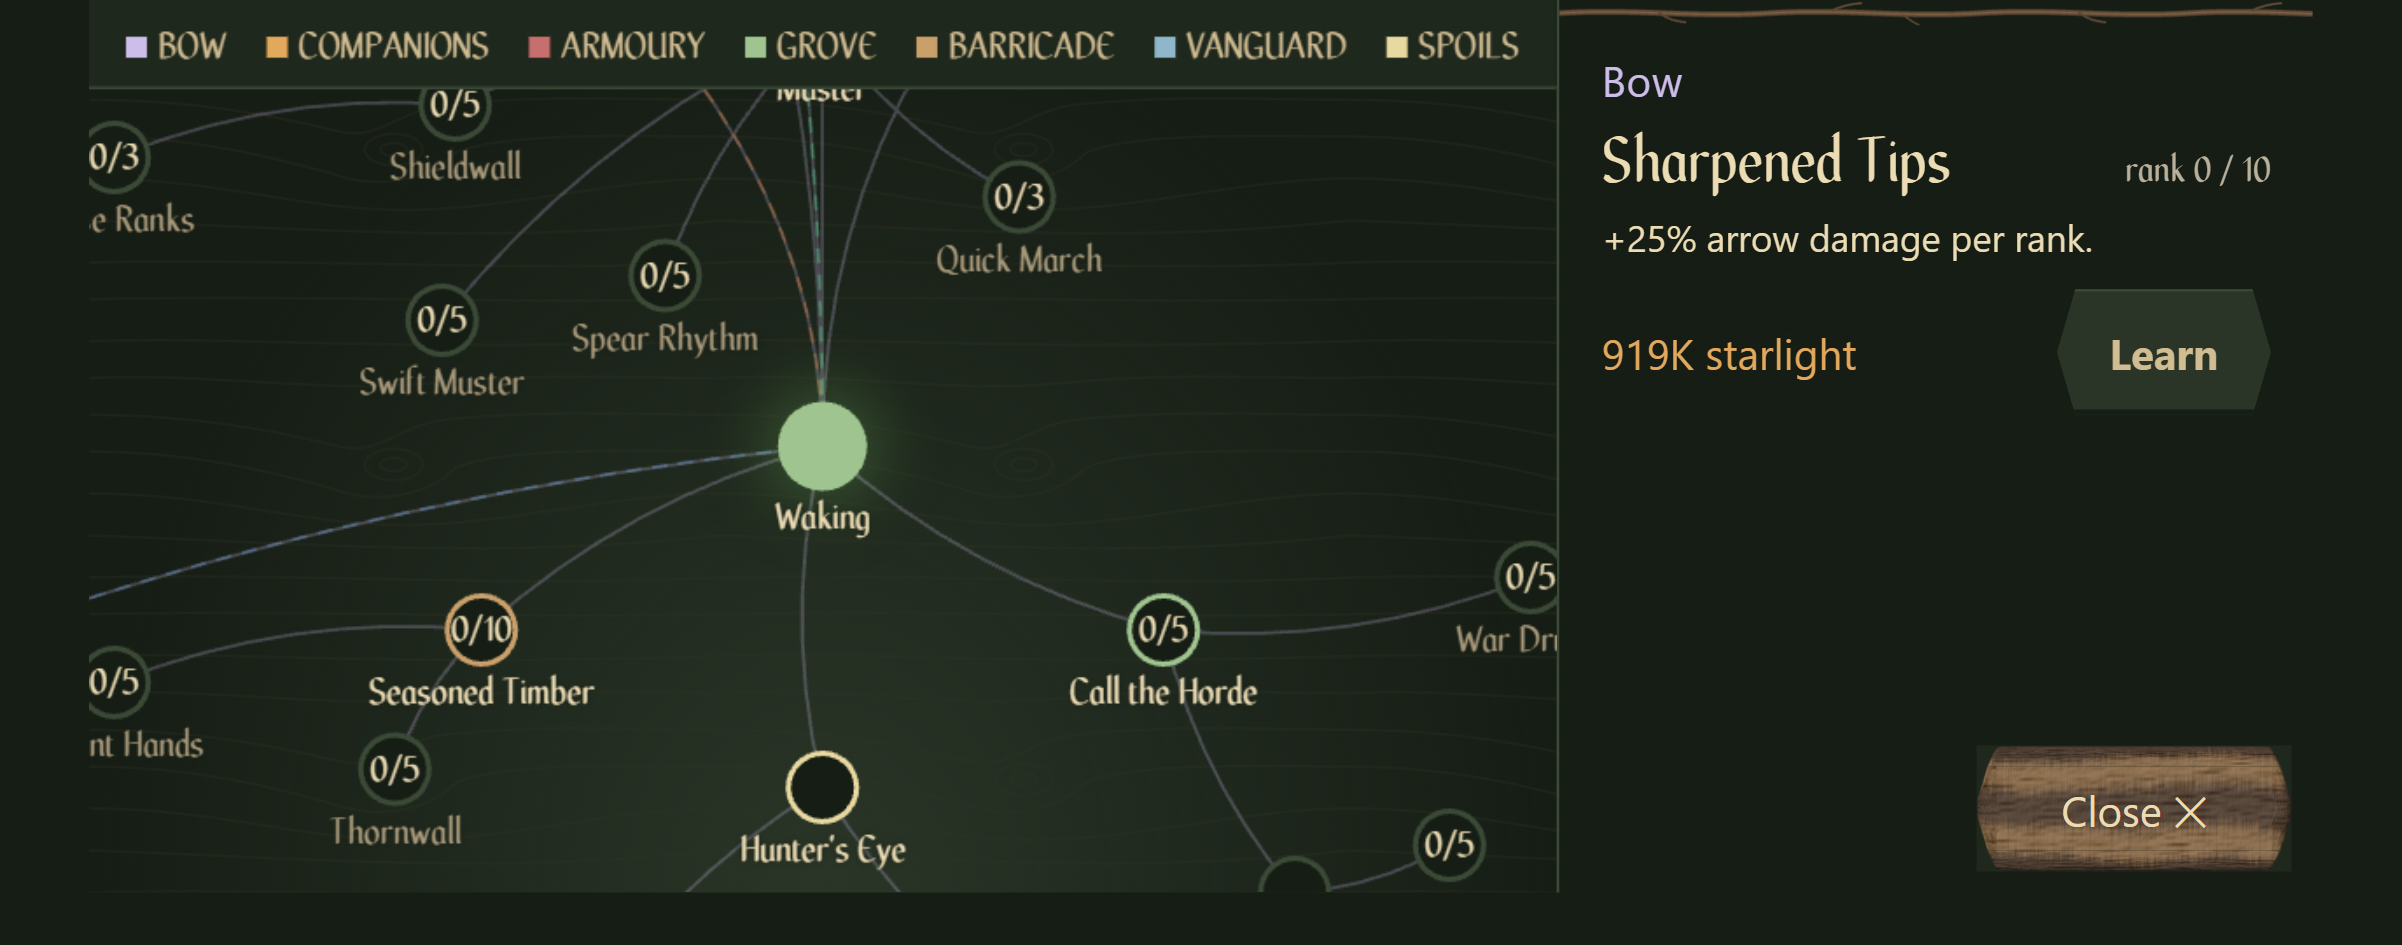 BOW COMPANIONS ARMOURY GROVE BARRICADE VANGUARD SPOILS
Muster
0/5
Shieldwall
0/3
e Ranks
0/3
Quick March
0/5
Spear Rhythm
0/5
Swift Muster
Waking
0/10
Seasoned Timber
0/5
Call the Horde
0/5
War Dru
0/5
nt Hands
0/5
Thornwall
Hunter's Eye
0/5
Bow
Sharpened Tips
rank 0 / 10
+25% arrow damage per rank.
919K starlight
Learn
Close ×